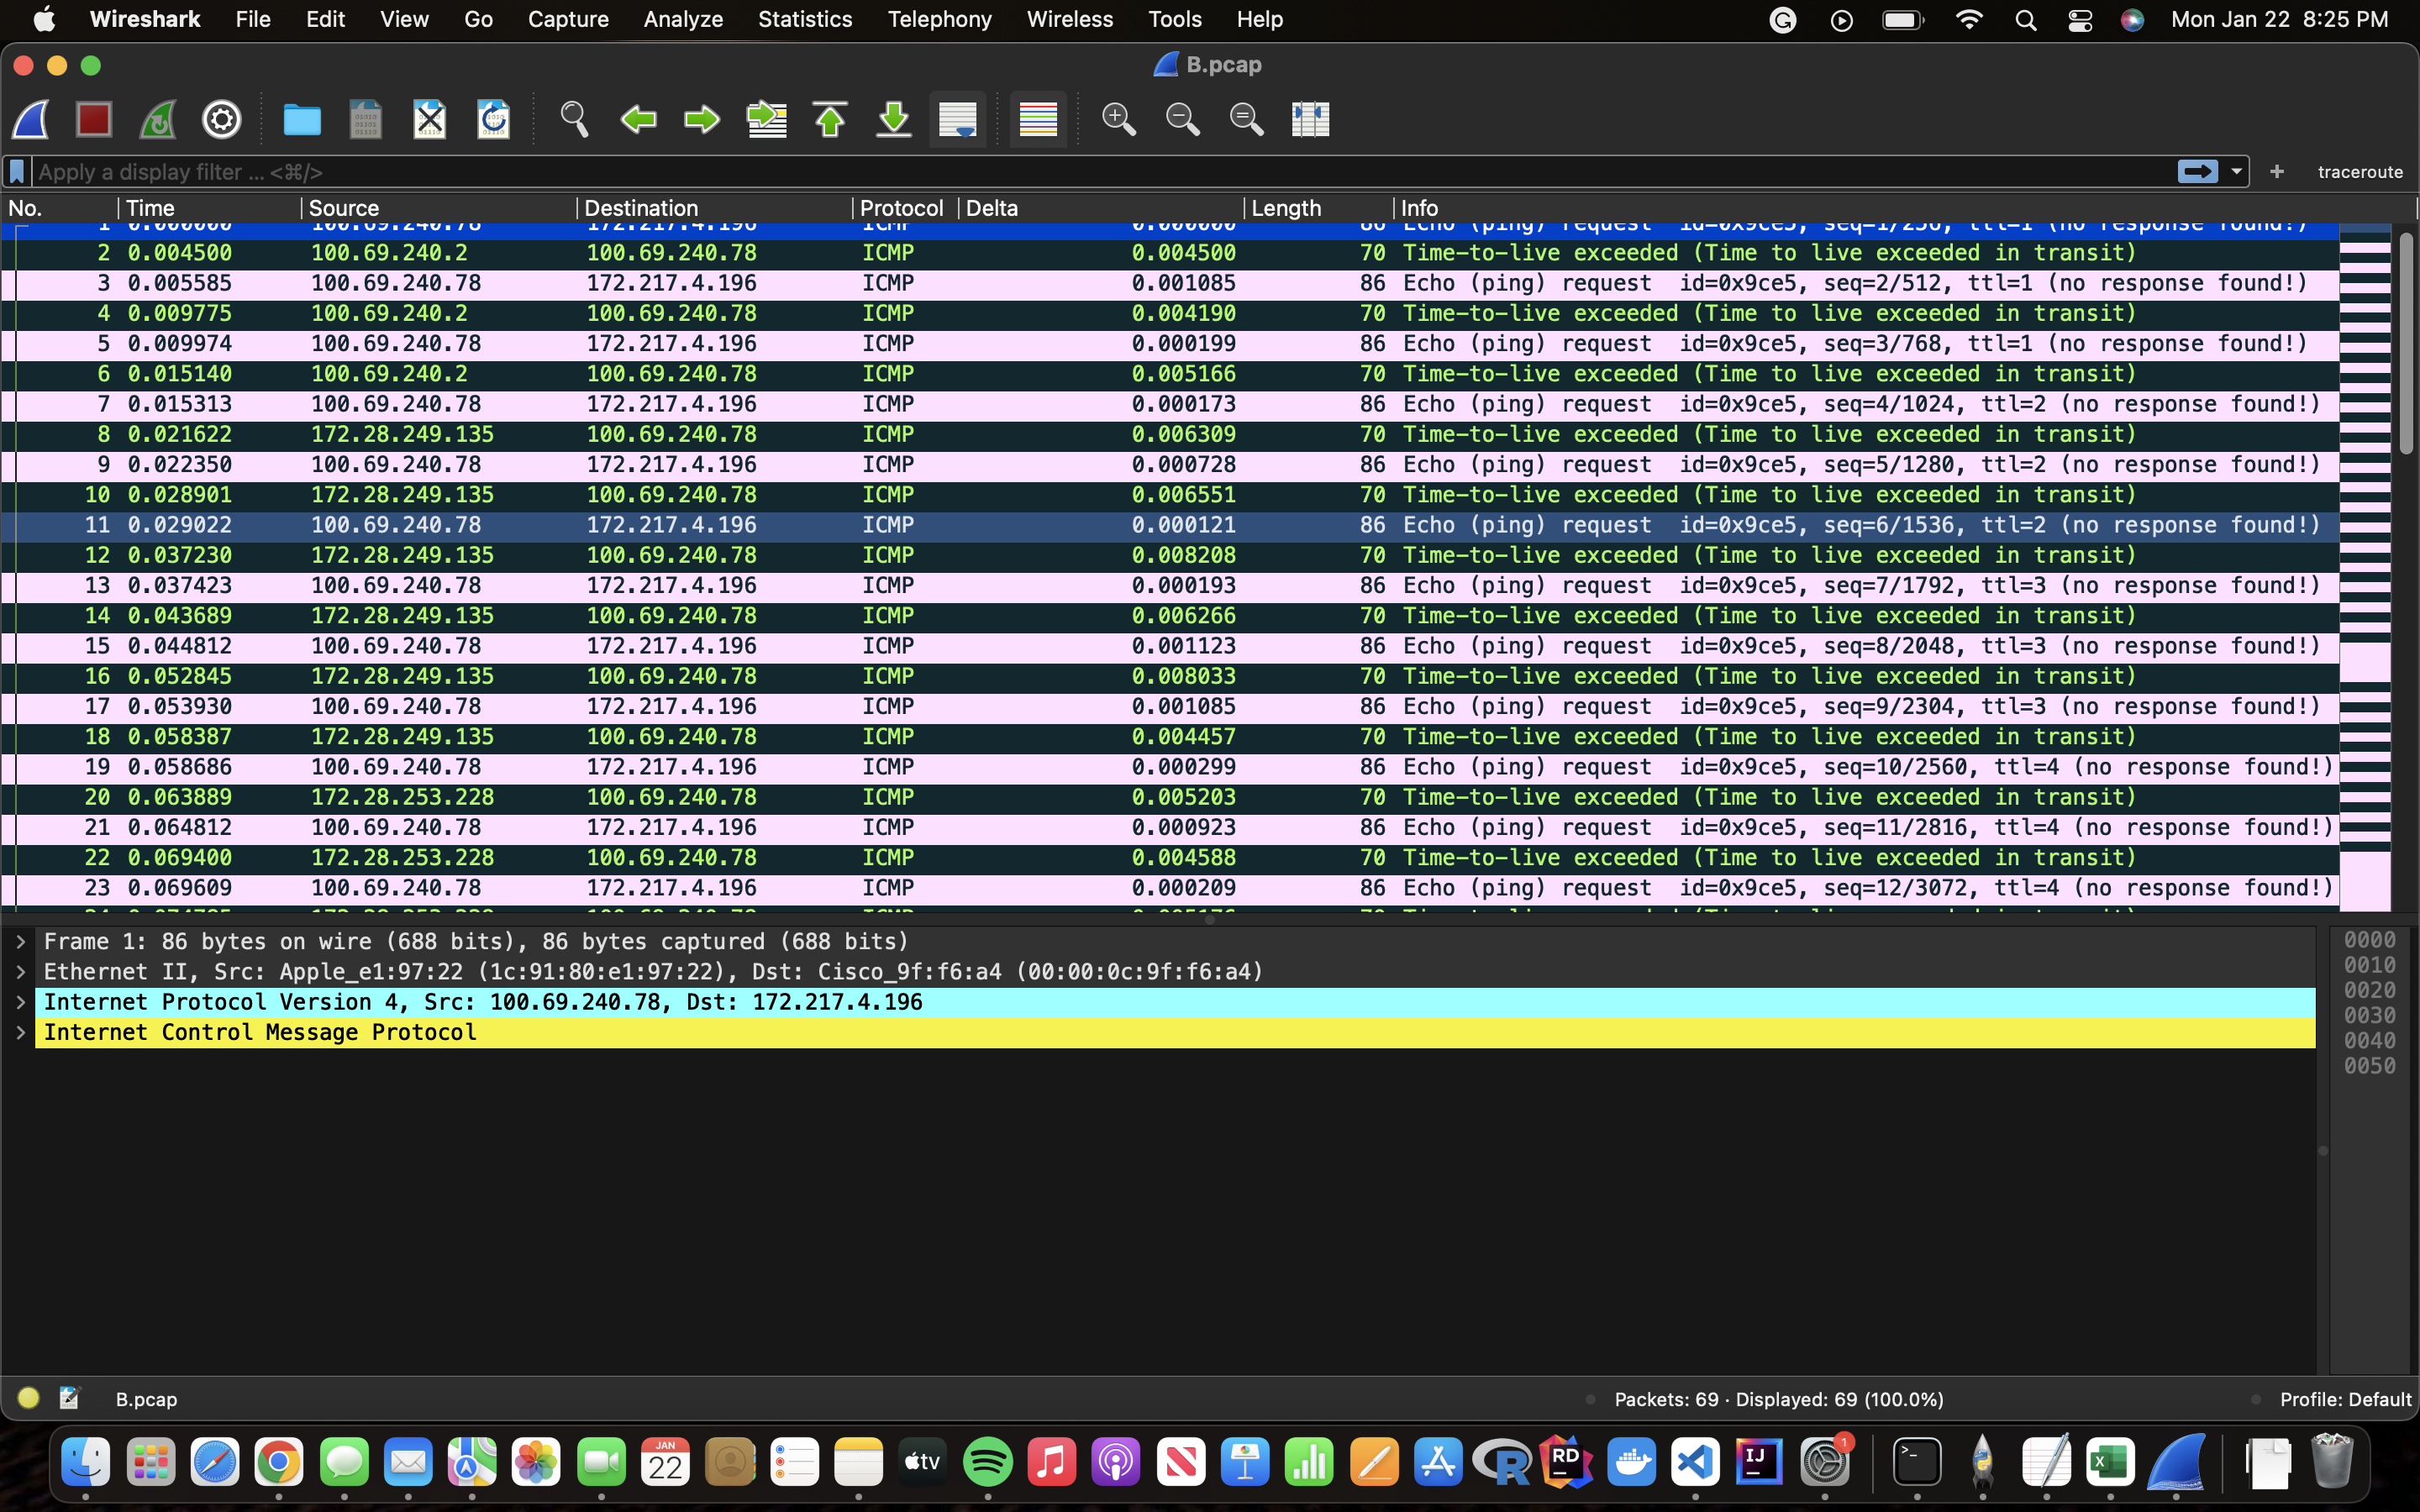 Wireshark File Edit View Go Capture Analyze Statistics Telephony Wireless Tools Help Mon Jan 22 8:25 PM
B.pcap
Apply a display filter ... <⌘/> + traceroute
No. Time Source Destination Protocol Delta Length Info
1 0.000000 100.69.240.78 172.217.4.196 ICMP 0.000000 86 Echo (ping) request id=0x9ce5, seq=1/256, ttl=1 (no response found!)
2 0.004500 100.69.240.2 100.69.240.78 ICMP 0.004500 70 Time-to-live exceeded (Time to live exceeded in transit)
3 0.005585 100.69.240.78 172.217.4.196 ICMP 0.001085 86 Echo (ping) request id=0x9ce5, seq=2/512, ttl=1 (no response found!)
4 0.009775 100.69.240.2 100.69.240.78 ICMP 0.004190 70 Time-to-live exceeded (Time to live exceeded in transit)
5 0.009974 100.69.240.78 172.217.4.196 ICMP 0.000199 86 Echo (ping) request id=0x9ce5, seq=3/768, ttl=1 (no response found!)
6 0.015140 100.69.240.2 100.69.240.78 ICMP 0.005166 70 Time-to-live exceeded (Time to live exceeded in transit)
7 0.015313 100.69.240.78 172.217.4.196 ICMP 0.000173 86 Echo (ping) request id=0x9ce5, seq=4/1024, ttl=2 (no response found!)
8 0.021622 172.28.249.135 100.69.240.78 ICMP 0.006309 70 Time-to-live exceeded (Time to live exceeded in transit)
9 0.022350 100.69.240.78 172.217.4.196 ICMP 0.000728 86 Echo (ping) request id=0x9ce5, seq=5/1280, ttl=2 (no response found!)
10 0.028901 172.28.249.135 100.69.240.78 ICMP 0.006551 70 Time-to-live exceeded (Time to live exceeded in transit)
11 0.029022 100.69.240.78 172.217.4.196 ICMP 0.000121 86 Echo (ping) request id=0x9ce5, seq=6/1536, ttl=2 (no response found!)
12 0.037230 172.28.249.135 100.69.240.78 ICMP 0.008208 70 Time-to-live exceeded (Time to live exceeded in transit)
13 0.037423 100.69.240.78 172.217.4.196 ICMP 0.000193 86 Echo (ping) request id=0x9ce5, seq=7/1792, ttl=3 (no response found!)
14 0.043689 172.28.249.135 100.69.240.78 ICMP 0.006266 70 Time-to-live exceeded (Time to live exceeded in transit)
15 0.044812 100.69.240.78 172.217.4.196 ICMP 0.001123 86 Echo (ping) request id=0x9ce5, seq=8/2048, ttl=3 (no response found!)
16 0.052845 172.28.249.135 100.69.240.78 ICMP 0.008033 70 Time-to-live exceeded (Time to live exceeded in transit)
17 0.053930 100.69.240.78 172.217.4.196 ICMP 0.001085 86 Echo (ping) request id=0x9ce5, seq=9/2304, ttl=3 (no response found!)
18 0.058387 172.28.249.135 100.69.240.78 ICMP 0.004457 70 Time-to-live exceeded (Time to live exceeded in transit)
19 0.058686 100.69.240.78 172.217.4.196 ICMP 0.000299 86 Echo (ping) request id=0x9ce5, seq=10/2560, ttl=4 (no response found!)
20 0.063889 172.28.253.228 100.69.240.78 ICMP 0.005203 70 Time-to-live exceeded (Time to live exceeded in transit)
21 0.064812 100.69.240.78 172.217.4.196 ICMP 0.000923 86 Echo (ping) request id=0x9ce5, seq=11/2816, ttl=4 (no response found!)
22 0.069400 172.28.253.228 100.69.240.78 ICMP 0.004588 70 Time-to-live exceeded (Time to live exceeded in transit)
23 0.069609 100.69.240.78 172.217.4.196 ICMP 0.000209 86 Echo (ping) request id=0x9ce5, seq=12/3072, ttl=4 (no response found!)
Frame 1: 86 bytes on wire (688 bits), 86 bytes captured (688 bits)
Ethernet II, Src: Apple_e1:97:22 (1c:91:80:e1:97:22), Dst: Cisco_9f:f6:a4 (00:00:0c:9f:f6:a4)
Internet Protocol Version 4, Src: 100.69.240.78, Dst: 172.217.4.196
Internet Control Message Protocol
0000
0010
0020
0030
0040
0050
B.pcap Packets: 69 · Displayed: 69 (100.0%) Profile: Default
JAN
22
tv
R
RD
IJ
1
>_
X